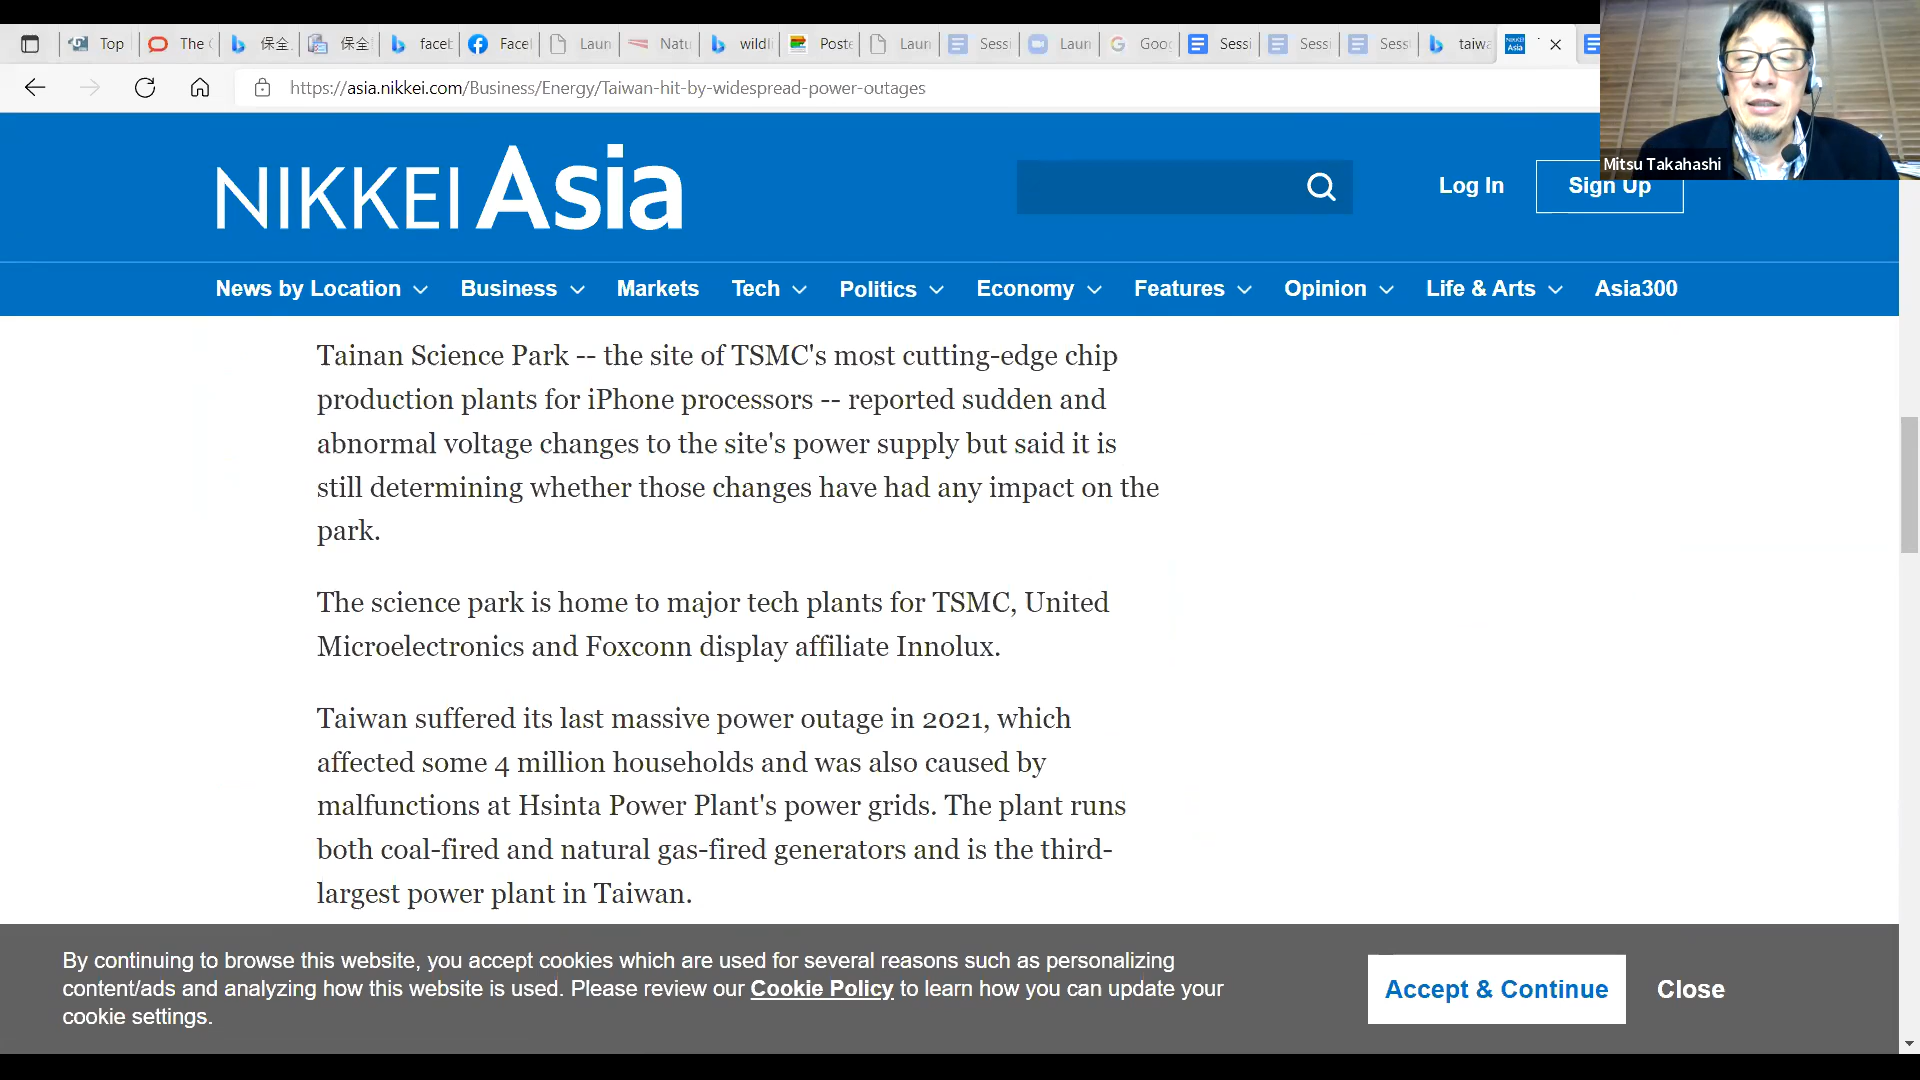 Top
The
保全
保全
faceb
Facel
Laun
Natu
wildl
Poste
Laun
Sessi
Laun
Goo
Sessi
Sessi
Sessi
taiwa
https://asia.nikkei.com/Business/Energy/Taiwan-hit-by-widespread-power-outages
Mitsu Takahashi
NIKKEI Asia
Log In
Sign Up
News by Location
Business
Markets
Tech
Politics
Economy
Features
Opinion
Life & Arts
Asia300
Tainan Science Park -- the site of TSMC's most cutting-edge chip
production plants for iPhone processors -- reported sudden and
abnormal voltage changes to the site's power supply but said it is
still determining whether those changes have had any impact on the
park.
The science park is home to major tech plants for TSMC, United
Microelectronics and Foxconn display affiliate Innolux.
Taiwan suffered its last massive power outage in 2021, which
affected some 4 million households and was also caused by
malfunctions at Hsinta Power Plant's power grids. The plant runs
both coal-fired and natural gas-fired generators and is the third-
largest power plant in Taiwan.
By continuing to browse this website, you accept cookies which are used for several reasons such as personalizing
content/ads and analyzing how this website is used. Please review our Cookie Policy to learn how you can update your
cookie settings.
Accept & Continue
Close